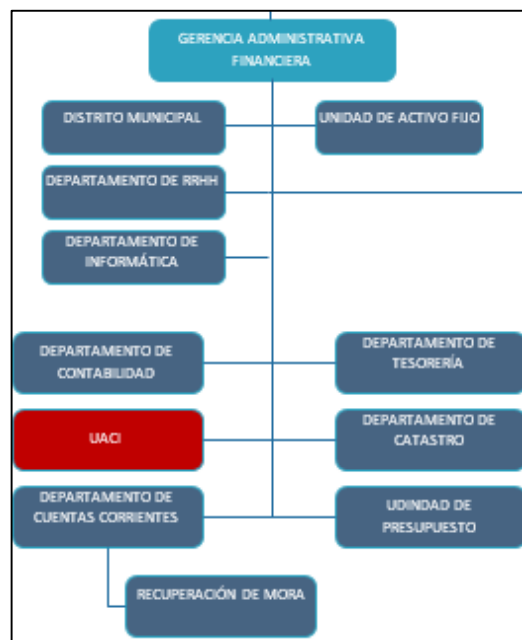 GERENCIA ADMINISTRATIVA
FINANCIERA
DISTRITO MUNICIPAL
UNIDAD DE ACTIVO FIJO
DEPARTAMENTO DE RRHH
DEPARTAMENTO DE
INFORMÁTICA
DEPARTAMENTO DE
CONTABILIDAD
DEPARTAMENTO DE
TESORERÍA
UACI
DEPARTAMENTO DE
CATASTRO
DEPARTAMENTO DE
CUENTAS CORRIENTES
UDINDAD DE
PRESUPUESTO
RECUPERACIÓN DE MORA